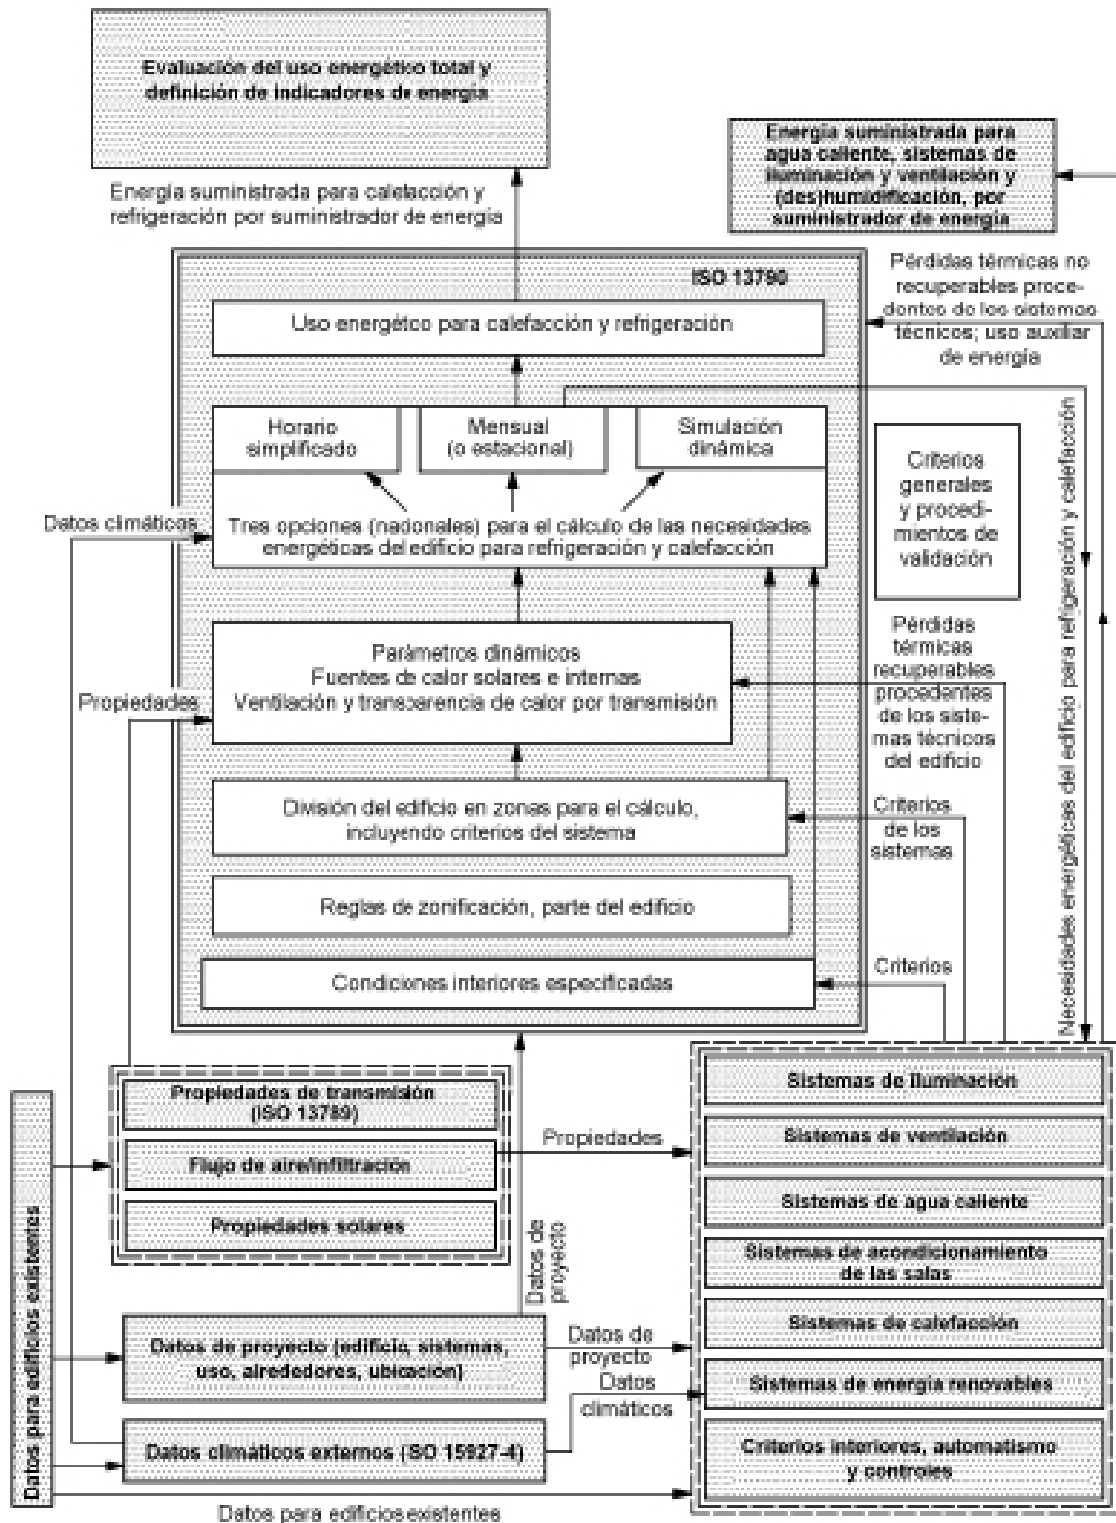 Evaluación del uso energético total y
definición de indicadores de energía
Energía suministrada para
agua caliente, sistemas de
iluminación y ventilación y
(des)humidificación, por
suministrador de energía
Energía suministrada para calefacción y
refrigeración por suministrador de energía
ISO 13790
Pérdidas térmicas no
recuperables proce-
dentes de los sistemas
técnicos; uso auxiliar
de energía
Uso energético para calefacción y refrigeración
Horario
simplificado
Mensual
(o estacional)
Simulación
dinámica
Criterios
generales
y procedi-
mientos de
validación
Datos climáticos
Tres opciones (nacionales) para el cálculo de las necesidades
energéticas del edificio para refrigeración y calefacción
Necesidades energéticas del edificio para refrigeración y calefacción
Parámetros dinámicos
Fuentes de calor solares e internas
Ventilación y transparencia de calor por transmisión
Propiedades
Pérdidas
térmicas
recuperables
procedentes
de los siste-
mas técnicos
del edificio
División del edificio en zonas para el cálculo,
incluyendo criterios del sistema
Criterios
de los
sistemas
Reglas de zonificación, parte del edificio
Condiciones interiores especificadas
Criterios
Propiedades de transmisión
(ISO 13789)
Flujo de aire/infiltración
Propiedades solares
Propiedades
Datos de
proyecto
Datos para edificios existentes
Datos de proyecto (edificio, sistemas,
uso, alrededores, ubicación)
Datos de
proyecto
Datos
climáticos
Datos climáticos externos (ISO 15927-4)
Datos para edificios existentes
Sistemas de iluminación
Sistemas de ventilación
Sistemas de agua caliente
Sistemas de acondicionamiento
de las salas
Sistemas de calefacción
Sistemas de energía renovables
Criterios interiores, automatismo
y controles